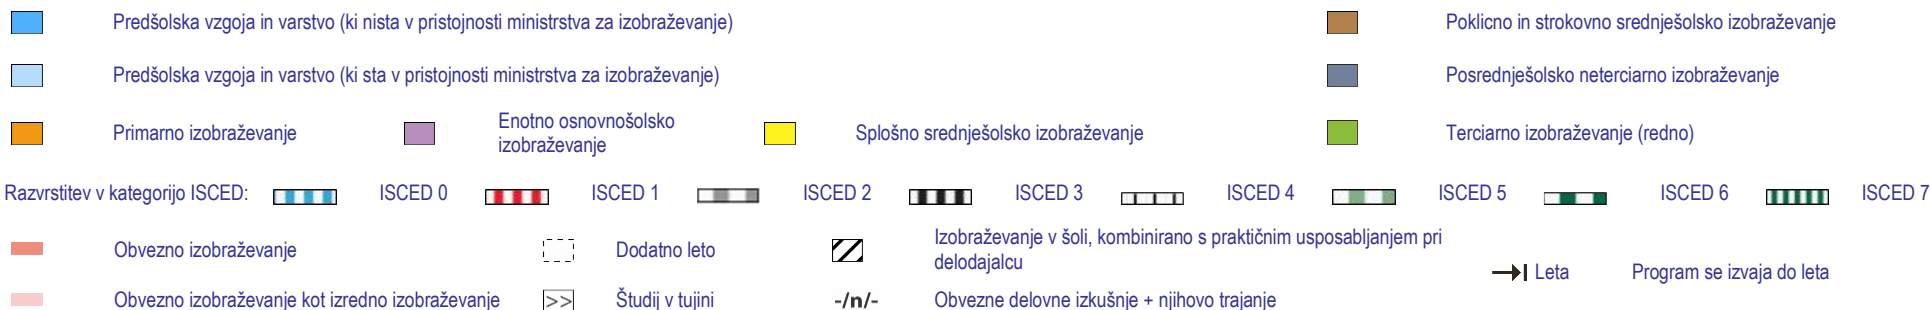 Predšolska vzgoja in varstvo (ki nista v pristojnosti ministrstva za izobraževanje)
Poklicno in strokovno srednješolsko izobraževanje
Predšolska vzgoja in varstvo (ki sta v pristojnosti ministrstva za izobraževanje)
Posrednješolsko neterciarno izobraževanje
Primarno izobraževanje
Enotno osnovnošolsko
izobraževanje
Splošno srednješolsko izobraževanje
Terciarno izobraževanje (redno)
Razvrstitev v kategorijo ISCED: ISCED 0 ISCED 1 ISCED 2 ISCED 3 ISCED 4 ISCED 5 ISCED 6 ISCED 7
Obvezno izobraževanje
Dodatno leto
Izobraževanje v šoli, kombinirano s praktičnim usposabljanjem pri
delodajalcu
Leta
Program se izvaja do leta
Obvezno izobraževanje kot izredno izobraževanje
>> Študij v tujini
-/n/- Obvezne delovne izkušnje + njihovo trajanje